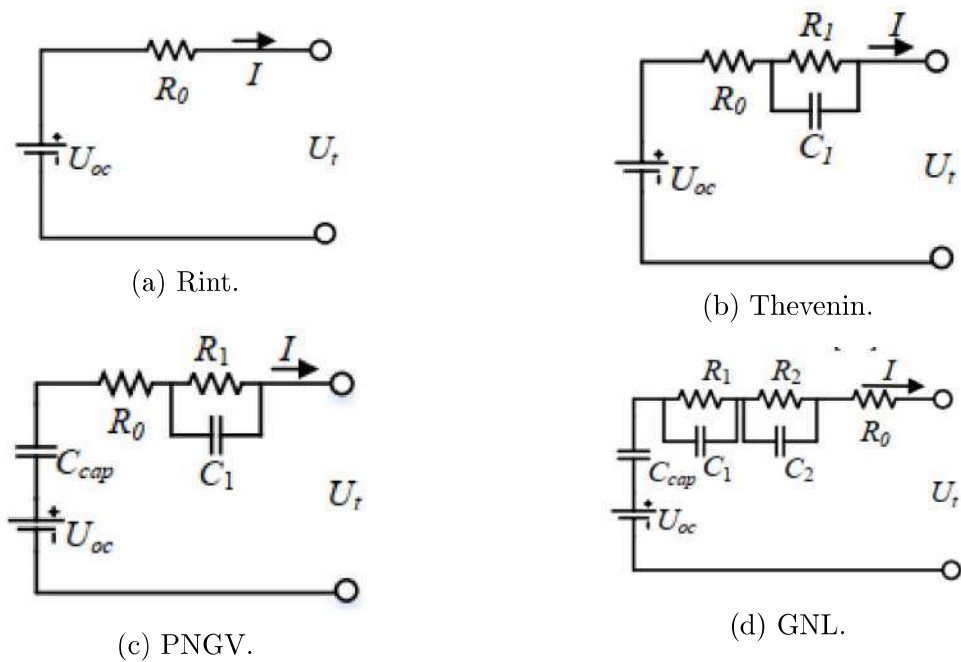 R0
I
Uoc
Ut
(a) Rint.
R1
I
R0
C1
Uoc
Ut
(b) Thevenin.
R1
I
R0
Ccap
C1
Uoc
Ut
(c) PNGV.
R1
R2
I
R0
Ccap
C1
C2
Uoc
Ut
(d) GNL.